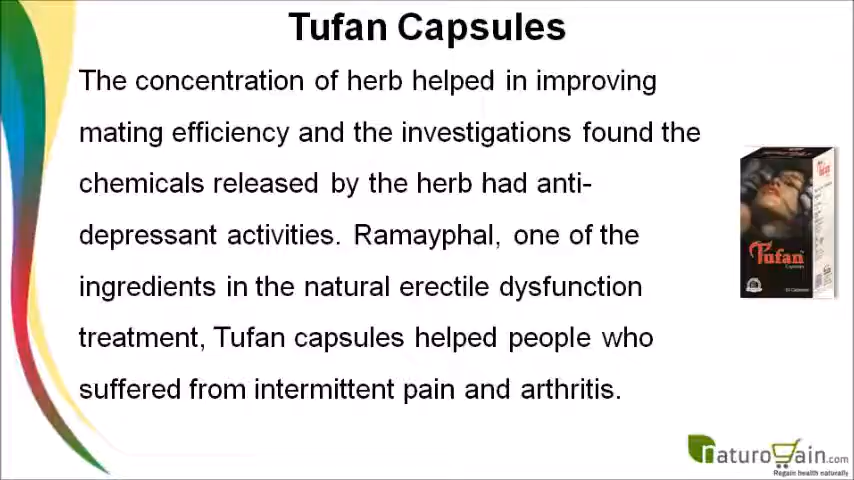 Tufan Capsules
The concentration of herb helped in improving
mating efficiency and the investigations found the
chemicals released by the herb had anti-
depressant activities. Ramayphal, one of the
ingredients in the natural erectile dysfunction
treatment, Tufan capsules helped people who
suffered from intermittent pain and arthritis.
Tufan
Capsules
naturogain.com
Regain health naturally